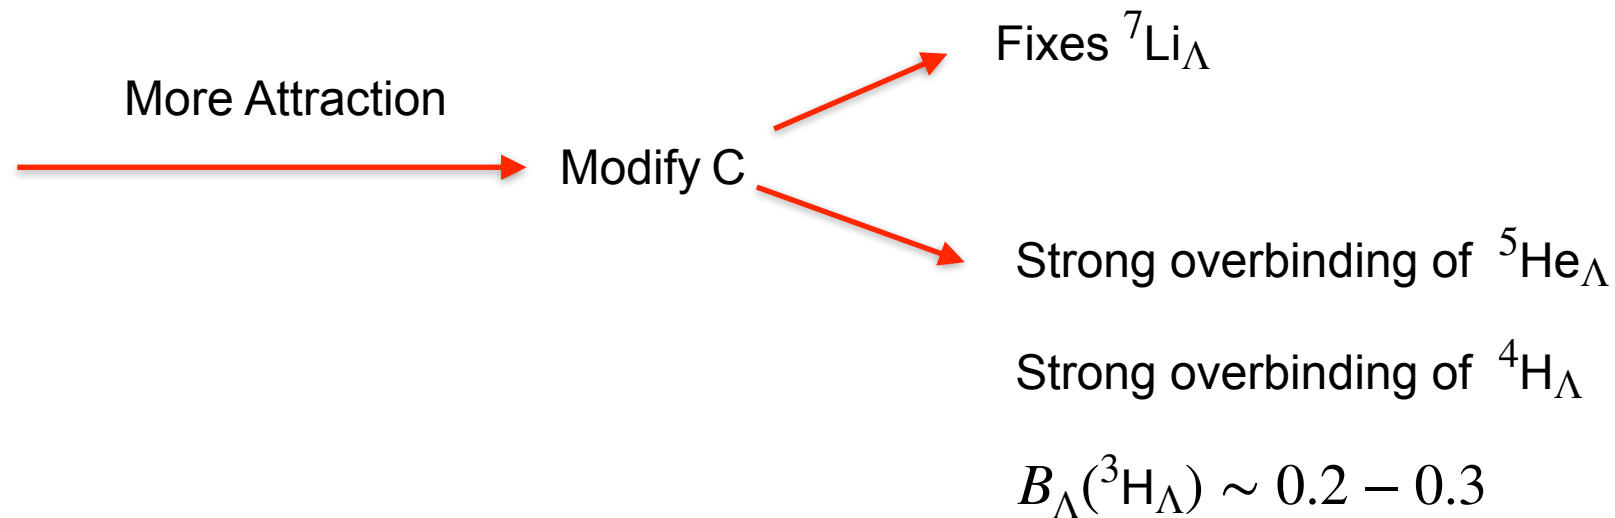 More Attraction
Modify C
Fixes ⁷Li_Λ
Strong overbinding of ⁵He_Λ
Strong overbinding of ⁴H_Λ
B_Λ(³H_Λ) ∼ 0.2 − 0.3